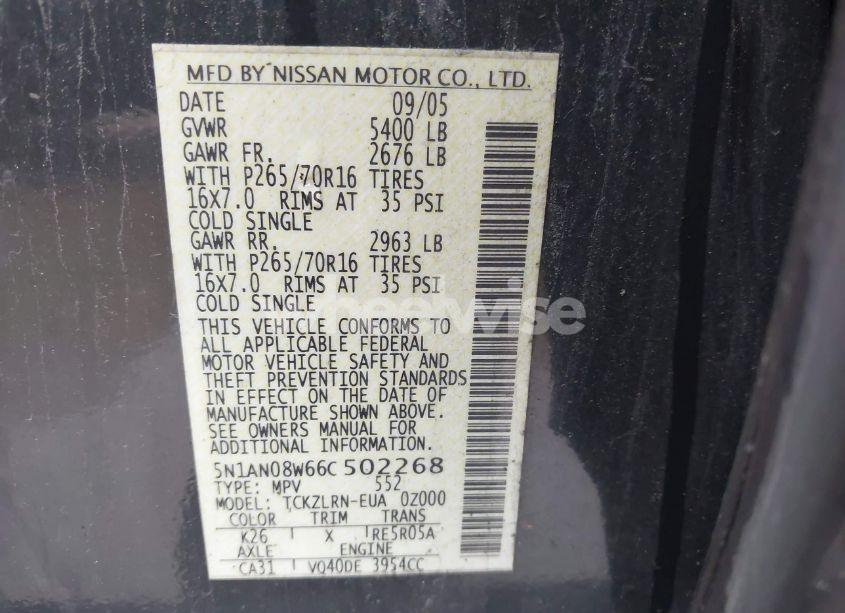 MFD BY NISSAN MOTOR CO., LTD.
DATE 09/05
GVWR 5400 LB
GAWR FR. 2676 LB
WITH P265/70R16 TIRES
16X7.0 RIMS AT 35 PSI
COLD SINGLE
GAWR RR. 2963 LB
WITH P265/70R16 TIRES
16X7.0 RIMS AT 35 PSI
COLD SINGLE
THIS VEHICLE CONFORMS TO
ALL APPLICABLE FEDERAL
MOTOR VEHICLE SAFETY AND
THEFT PREVENTION STANDARDS
IN EFFECT ON THE DATE OF
MANUFACTURE SHOWN ABOVE.
SEE OWNERS MANUAL FOR
ADDITIONAL INFORMATION.
5N1AN08W66C 502268
TYPE: MPV 552
MODEL: TCKZLRN-EUA 0Z000
COLOR TRIM TRANS
K26 X RE5R05A
AXLE ENGINE
CA31 VQ40DE 3954CC